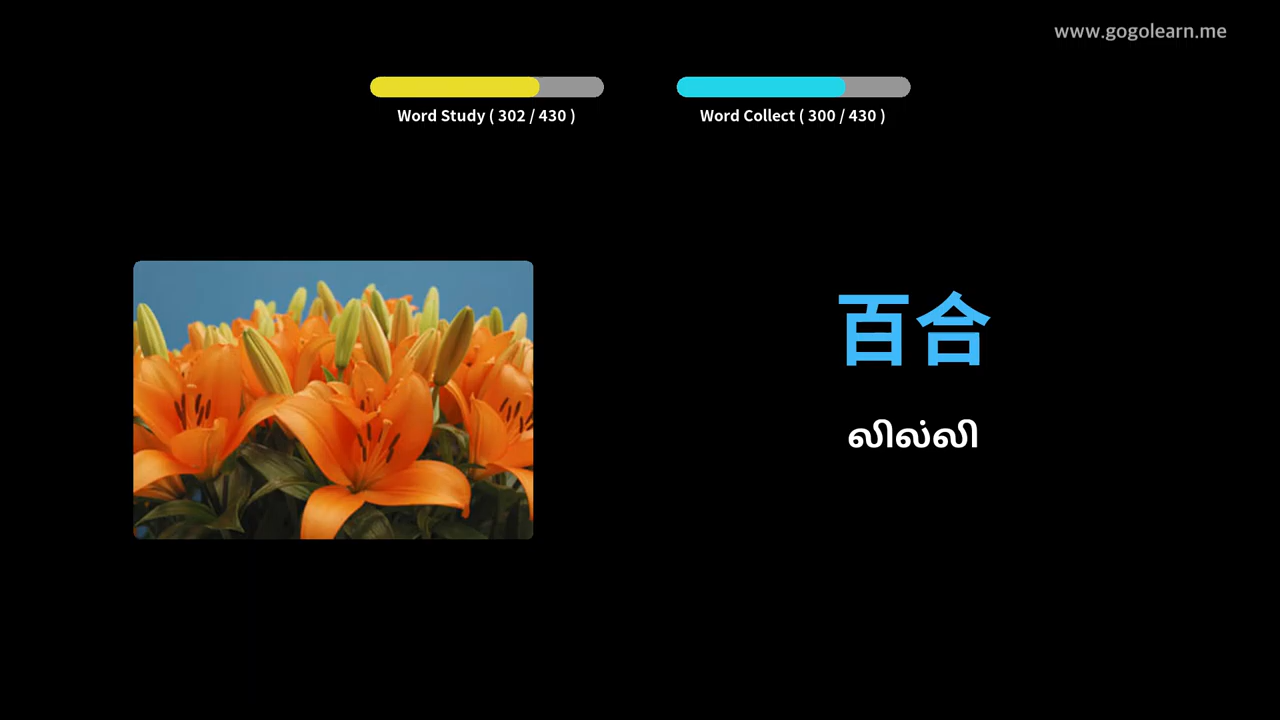 www.gogolearn.me
Word Study ( 302 / 430 )
Word Collect ( 300 / 430 )
百合
லில்லி